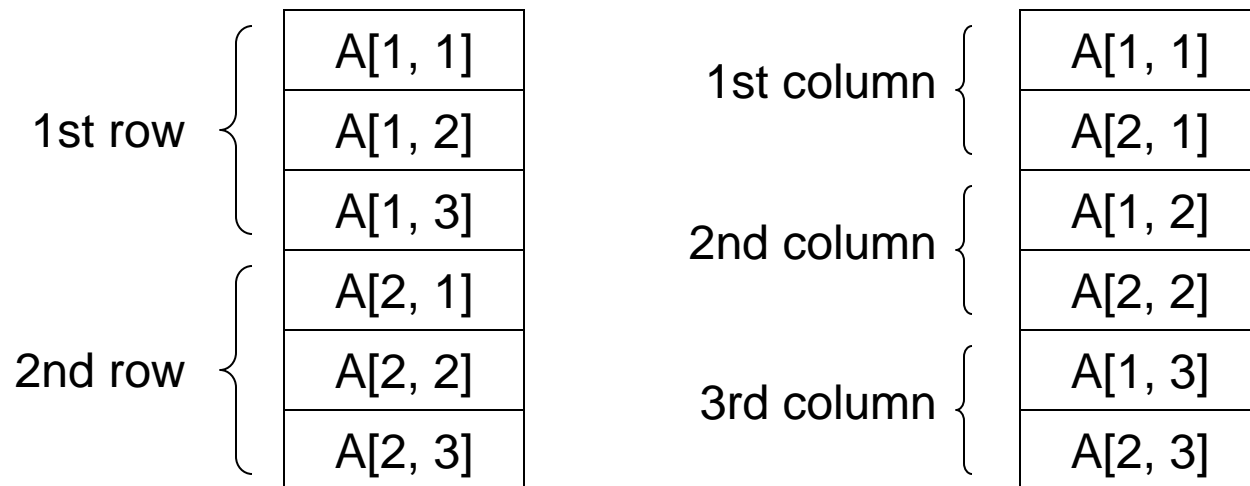 1st row
A[1, 1]
A[1, 2]
A[1, 3]
2nd row
A[2, 1]
A[2, 2]
A[2, 3]
1st column
A[1, 1]
A[2, 1]
2nd column
A[1, 2]
A[2, 2]
3rd column
A[1, 3]
A[2, 3]